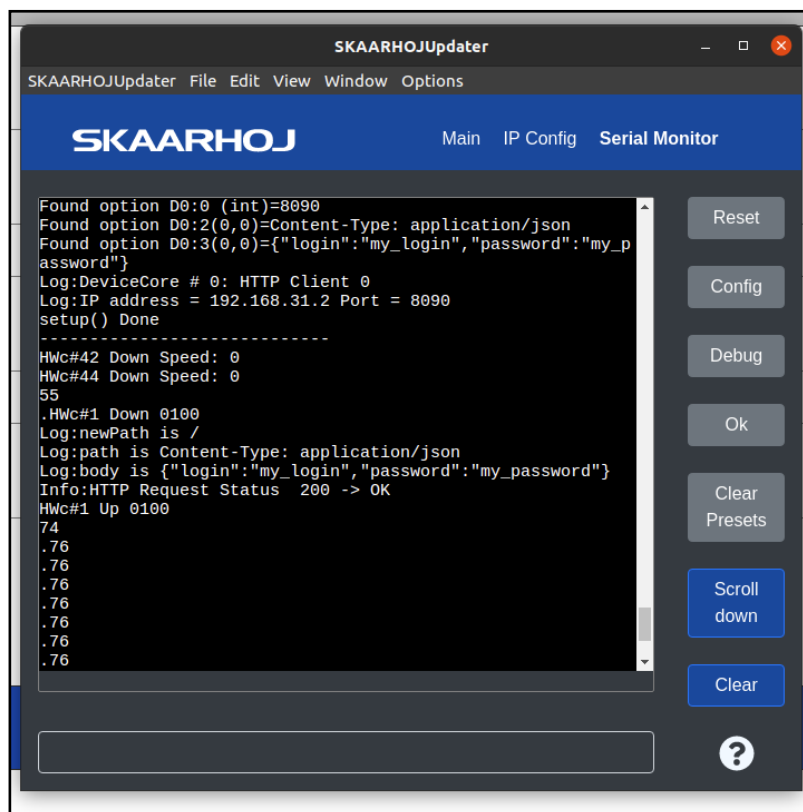 SKAARHOJUpdater
SKAARHOJUpdater File Edit View Window Options
SKAARHOJ
Main IP Config Serial Monitor
Found option D0:0 (int)=8090
Found option D0:2(0,0)=Content-Type: application/json
Found option D0:3(0,0)={"login":"my_login","password":"my_p
assword"}
Log:DeviceCore # 0: HTTP Client 0
Log:IP address = 192.168.31.2 Port = 8090
setup() Done
-----------------------------
HWc#42 Down Speed: 0
HWc#44 Down Speed: 0
55
.HWc#1 Down 0100
Log:newPath is /
Log:path is Content-Type: application/json
Log:body is {"login":"my_login","password":"my_password"}
Info:HTTP Request Status  200 -> OK
HWc#1 Up 0100
74
.76
.76
.76
.76
.76
.76
.76
Reset
Config
Debug
Ok
Clear
Presets
Scroll
down
Clear
?